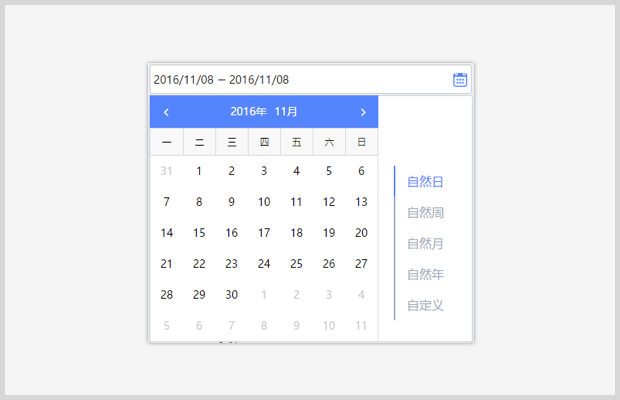 2016/11/08 — 2016/11/08
2016年 11月
一 二 三 四 五 六 日
31 1 2 3 4 5 6
7 8 9 10 11 12 13
14 15 16 17 18 19 20
21 22 23 24 25 26 27
28 29 30 1 2 3 4
5 6 7 8 9 10 11
自然日
自然周
自然月
自然年
自定义